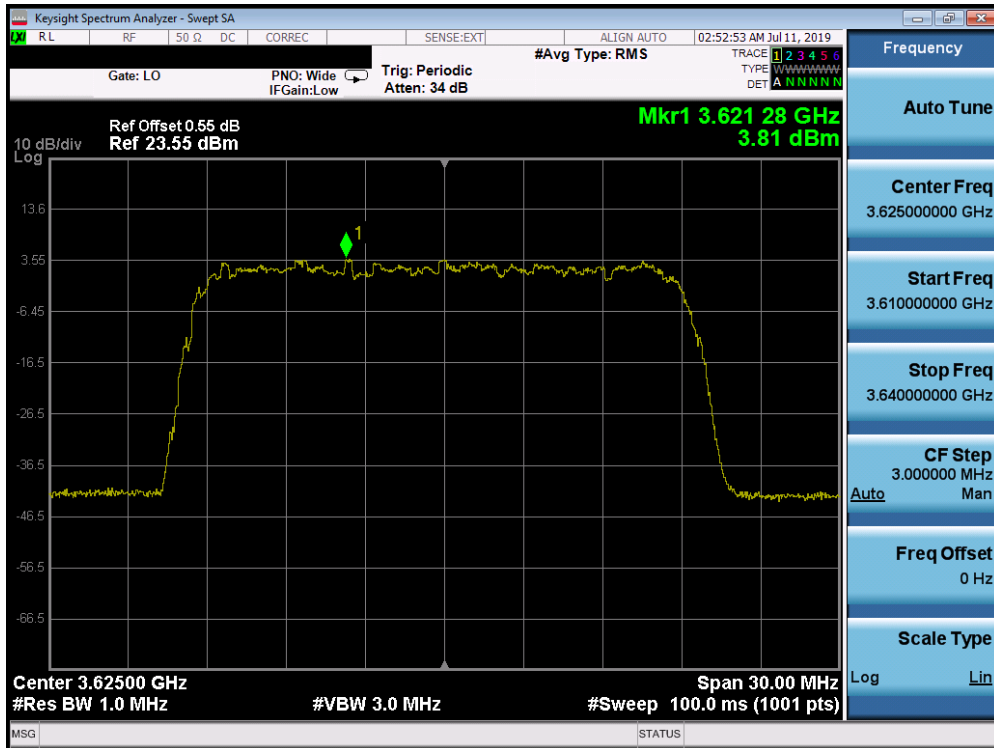 Keysight Spectrum Analyzer - Swept SA
LXI RL RF 50 Ω DC CORREC SENSE:EXT ALIGN AUTO 02:52:53 AM Jul 11, 2019
#Avg Type: RMS
TRACE 1 2 3 4 5 6
TYPE WWWWWW
DET A N N N N N
Gate: LO
PNO: Wide
IFGain:Low
Trig: Periodic
Atten: 34 dB
Mkr1 3.621 28 GHz
3.81 dBm
Ref Offset 0.55 dB
10 dB/div Ref 23.55 dBm
Log
13.6
3.55
-6.45
-16.5
-26.5
-36.5
-46.5
-56.5
-66.5
1
Center 3.62500 GHz
Span 30.00 MHz
#Res BW 1.0 MHz
#VBW 3.0 MHz
#Sweep 100.0 ms (1001 pts)
MSG
STATUS
Frequency
Auto Tune
Center Freq
3.625000000 GHz
Start Freq
3.610000000 GHz
Stop Freq
3.640000000 GHz
CF Step
3.000000 MHz
Auto Man
Freq Offset
0 Hz
Scale Type
Log Lin